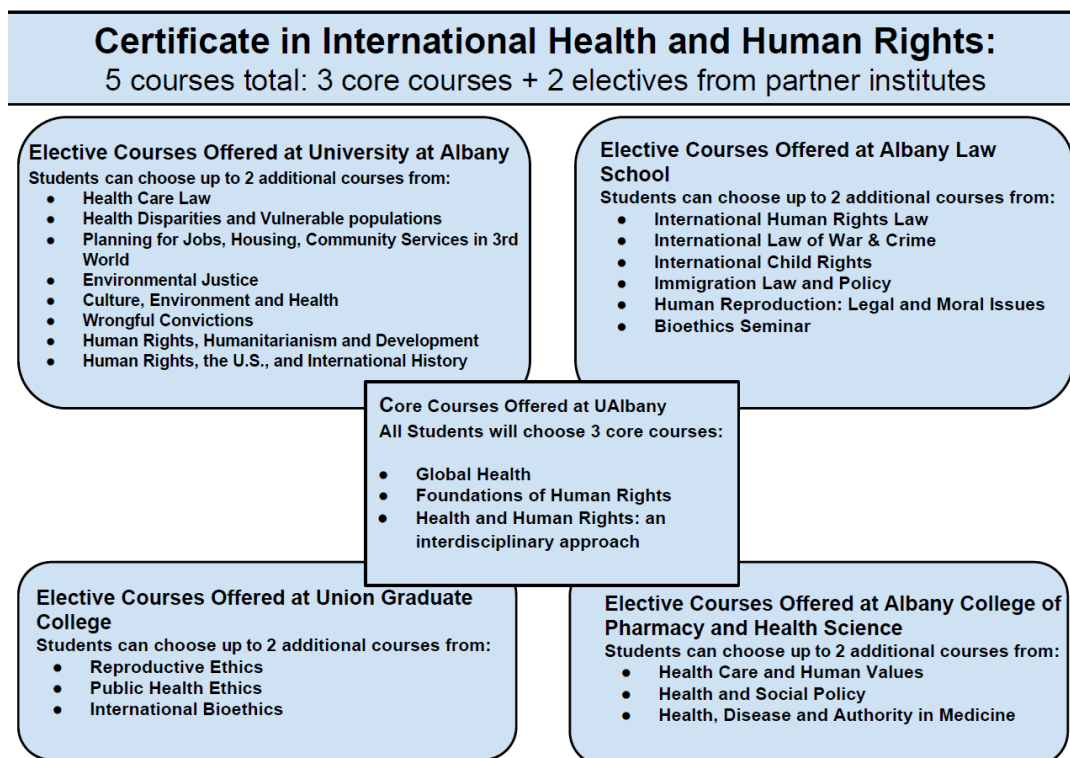 Certificate in International Health and Human Rights:
5 courses total: 3 core courses + 2 electives from partner institutes
Elective Courses Offered at University at Albany
Students can choose up to 2 additional courses from:
● Health Care Law
● Health Disparities and Vulnerable populations
● Planning for Jobs, Housing, Community Services in 3rd
World
● Environmental Justice
● Culture, Environment and Health
● Wrongful Convictions
● Human Rights, Humanitarianism and Development
● Human Rights, the U.S., and International History
Elective Courses Offered at Albany Law
School
Students can choose up to 2 additional courses from:
● International Human Rights Law
● International Law of War & Crime
● International Child Rights
● Immigration Law and Policy
● Human Reproduction: Legal and Moral Issues
● Bioethics Seminar
Core Courses Offered at UAlbany
All Students will choose 3 core courses:
● Global Health
● Foundations of Human Rights
● Health and Human Rights: an
interdisciplinary approach
Elective Courses Offered at Union Graduate
College
Students can choose up to 2 additional courses from:
● Reproductive Ethics
● Public Health Ethics
● International Bioethics
Elective Courses Offered at Albany College of
Pharmacy and Health Science
Students can choose up to 2 additional courses from:
● Health Care and Human Values
● Health and Social Policy
● Health, Disease and Authority in Medicine